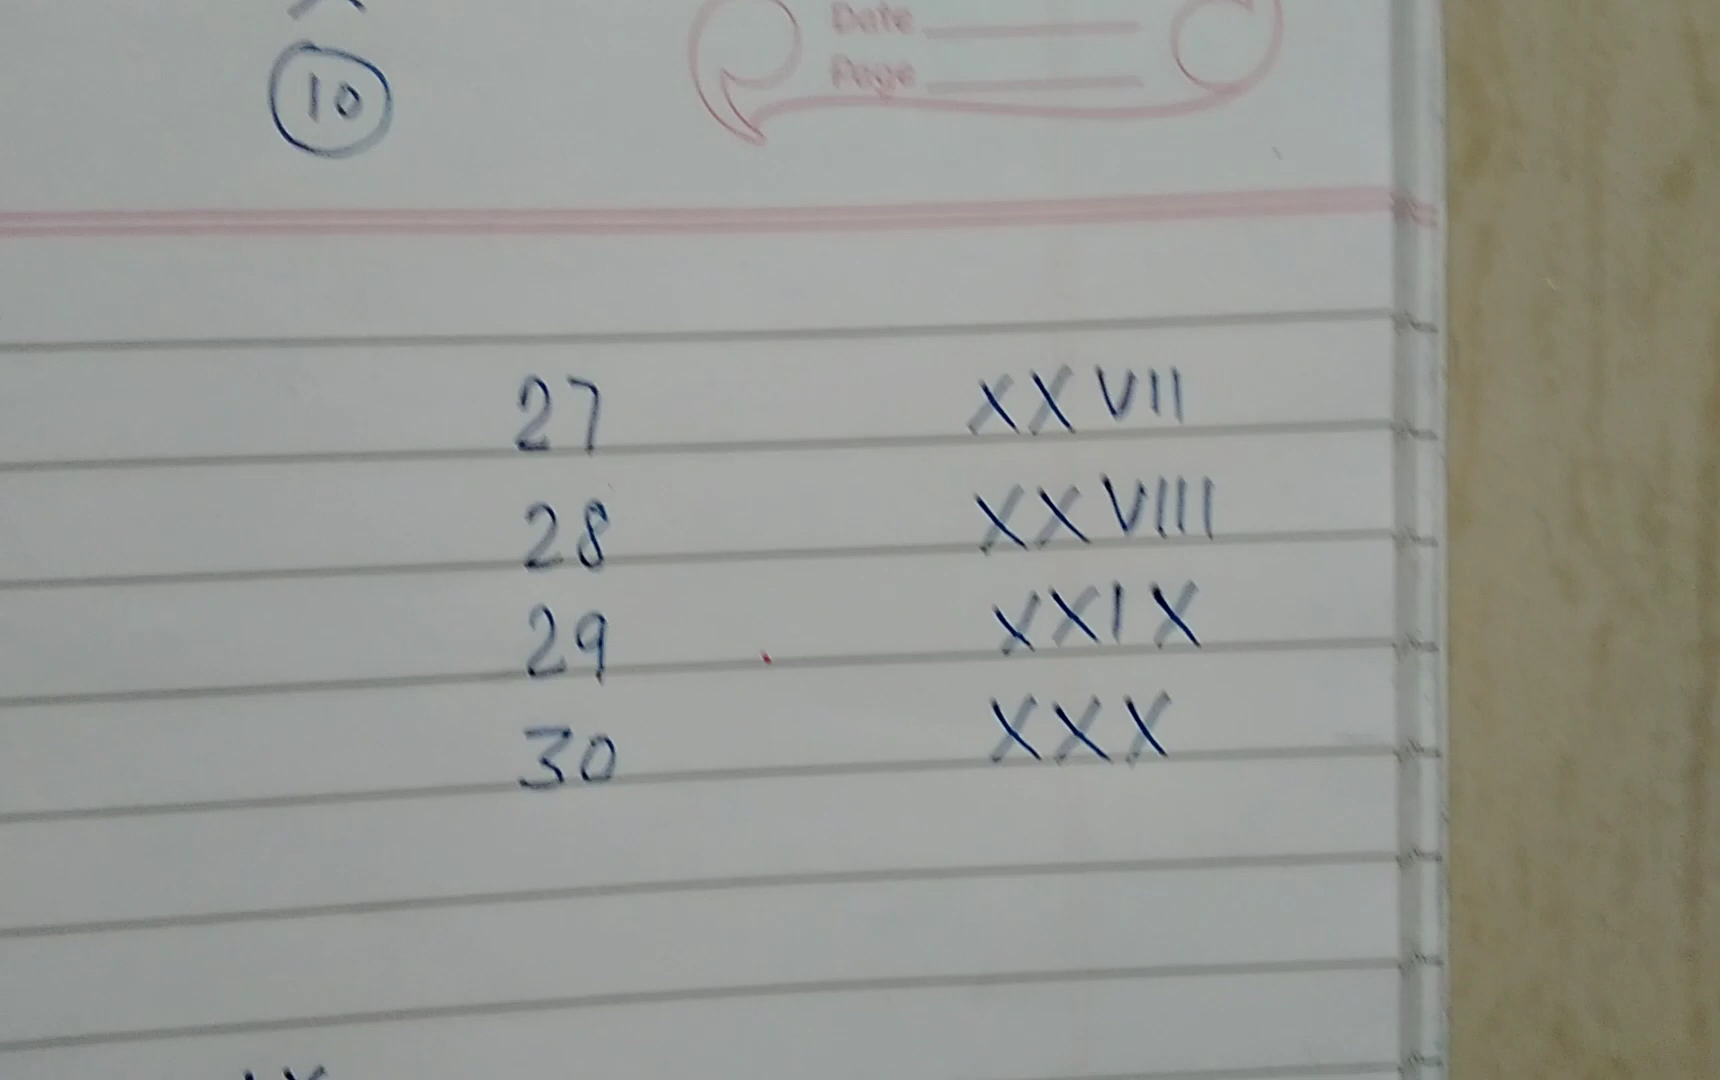 10
Date
Page
27 XXVII
28 XXVIII
29 XXIX
30 XXX